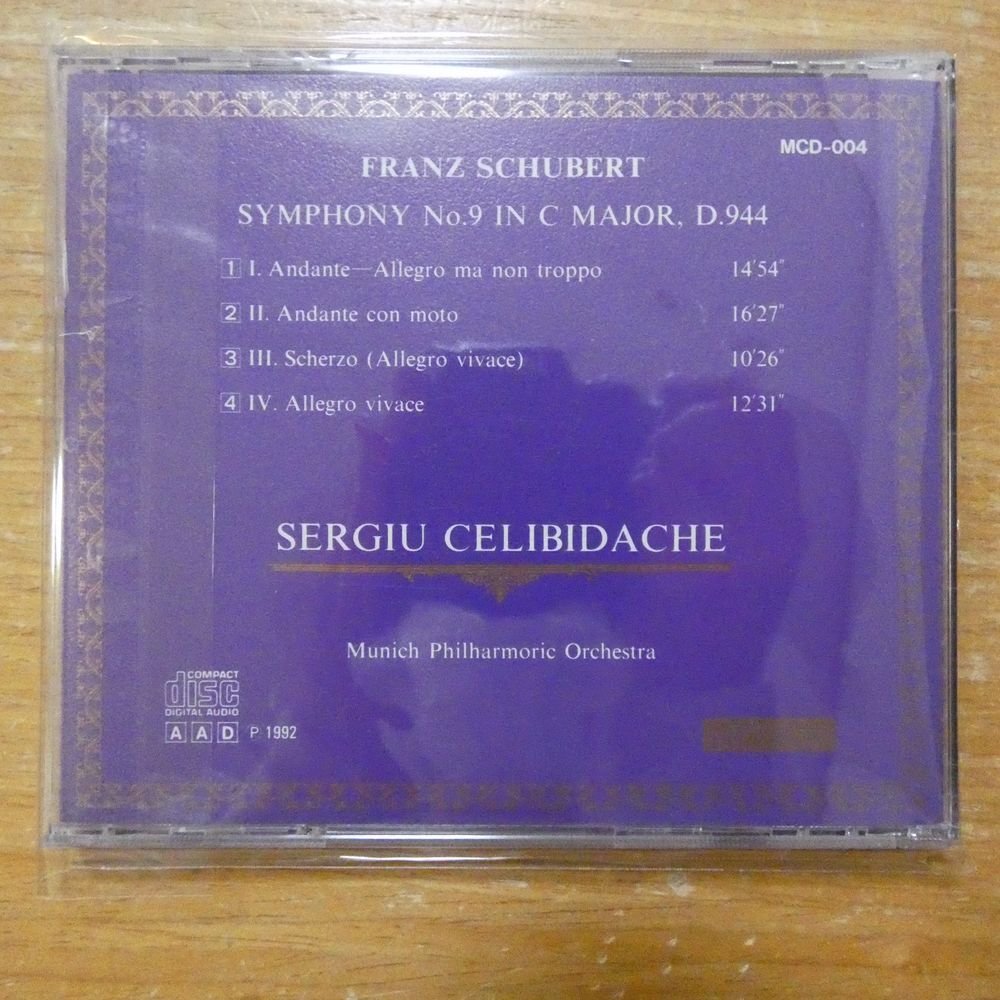 MCD-004
FRANZ SCHUBERT
SYMPHONY No.9 IN C MAJOR, D.944
1 I. Andante—Allegro ma non troppo 14'54"
2 II. Andante con moto 16'27"
3 III. Scherzo (Allegro vivace) 10'26"
4 IV. Allegro vivace 12'31"
SERGIU CELIBIDACHE
Munich Philharmoric Orchestra
COMPACT
disc
DIGITAL AUDIO
A A D P 1992